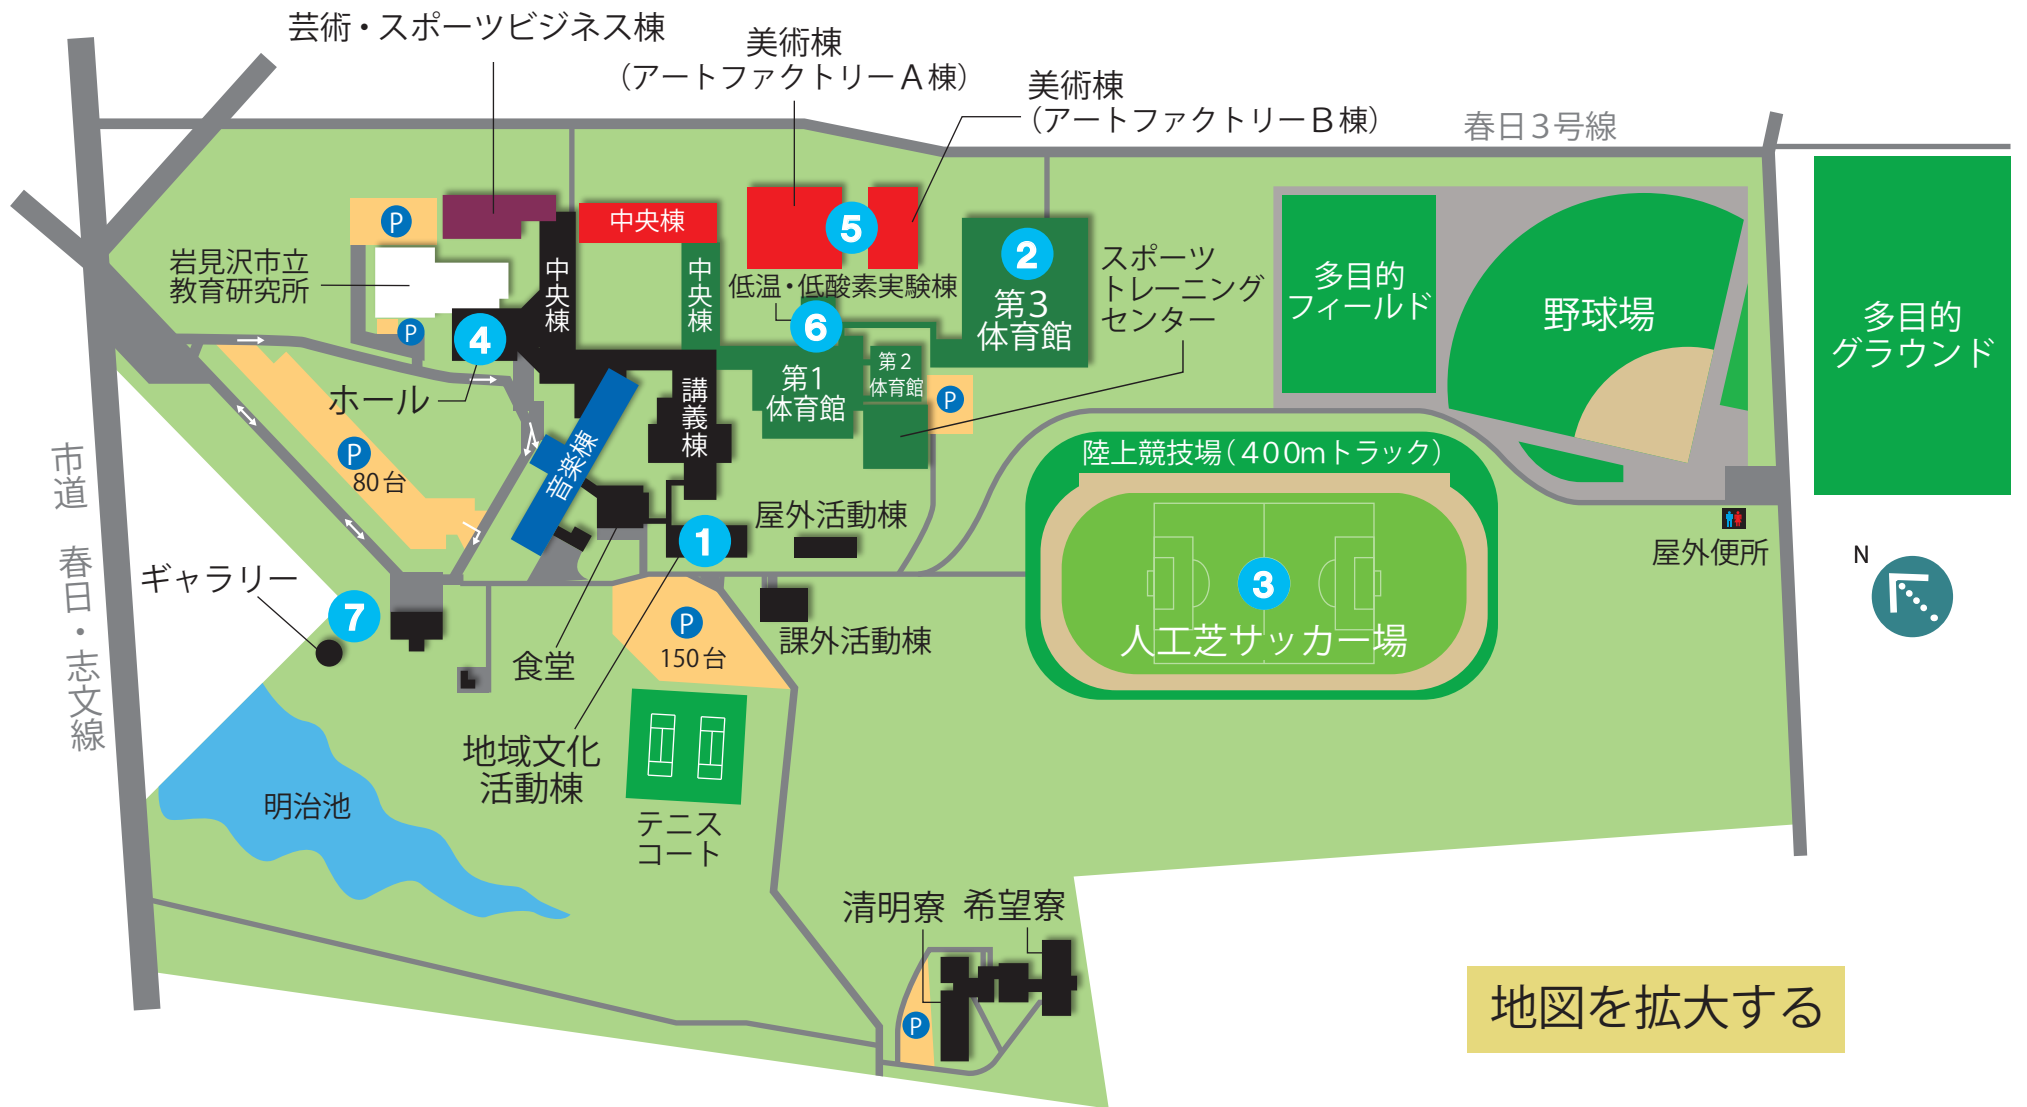 芸術・スポーツビジネス棟
美術棟
（アートファクトリーA棟）
美術棟
（アートファクトリーB棟）
春日3号線
P
中央棟
5
2
岩見沢市立
教育研究所
中央棟
中央棟
低温・低酸素実験棟
スポーツ
トレーニング
センター
第3
体育館
多目的
フィールド
野球場
多目的
グラウンド
P
4
6
ホール
第1
体育館
第2
体育館
P
講義棟
音楽棟
陸上競技場（400mトラック）
P
80台
市道 春日・志文線
屋外活動棟
1
屋外便所
N
ギャラリー
7
3
P
150台
課外活動棟
人工芝サッカー場
食堂
地域文化
活動棟
明治池
テニス
コート
清明寮
希望寮
P
地図を拡大する